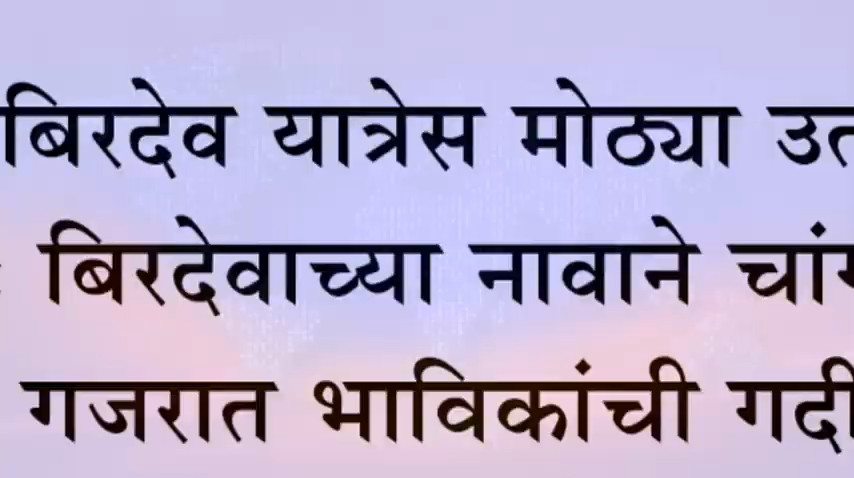 बिरदेव यात्रेस मोठ्या
बिरदेवाच्या नावाने
गजरात भाविकांची